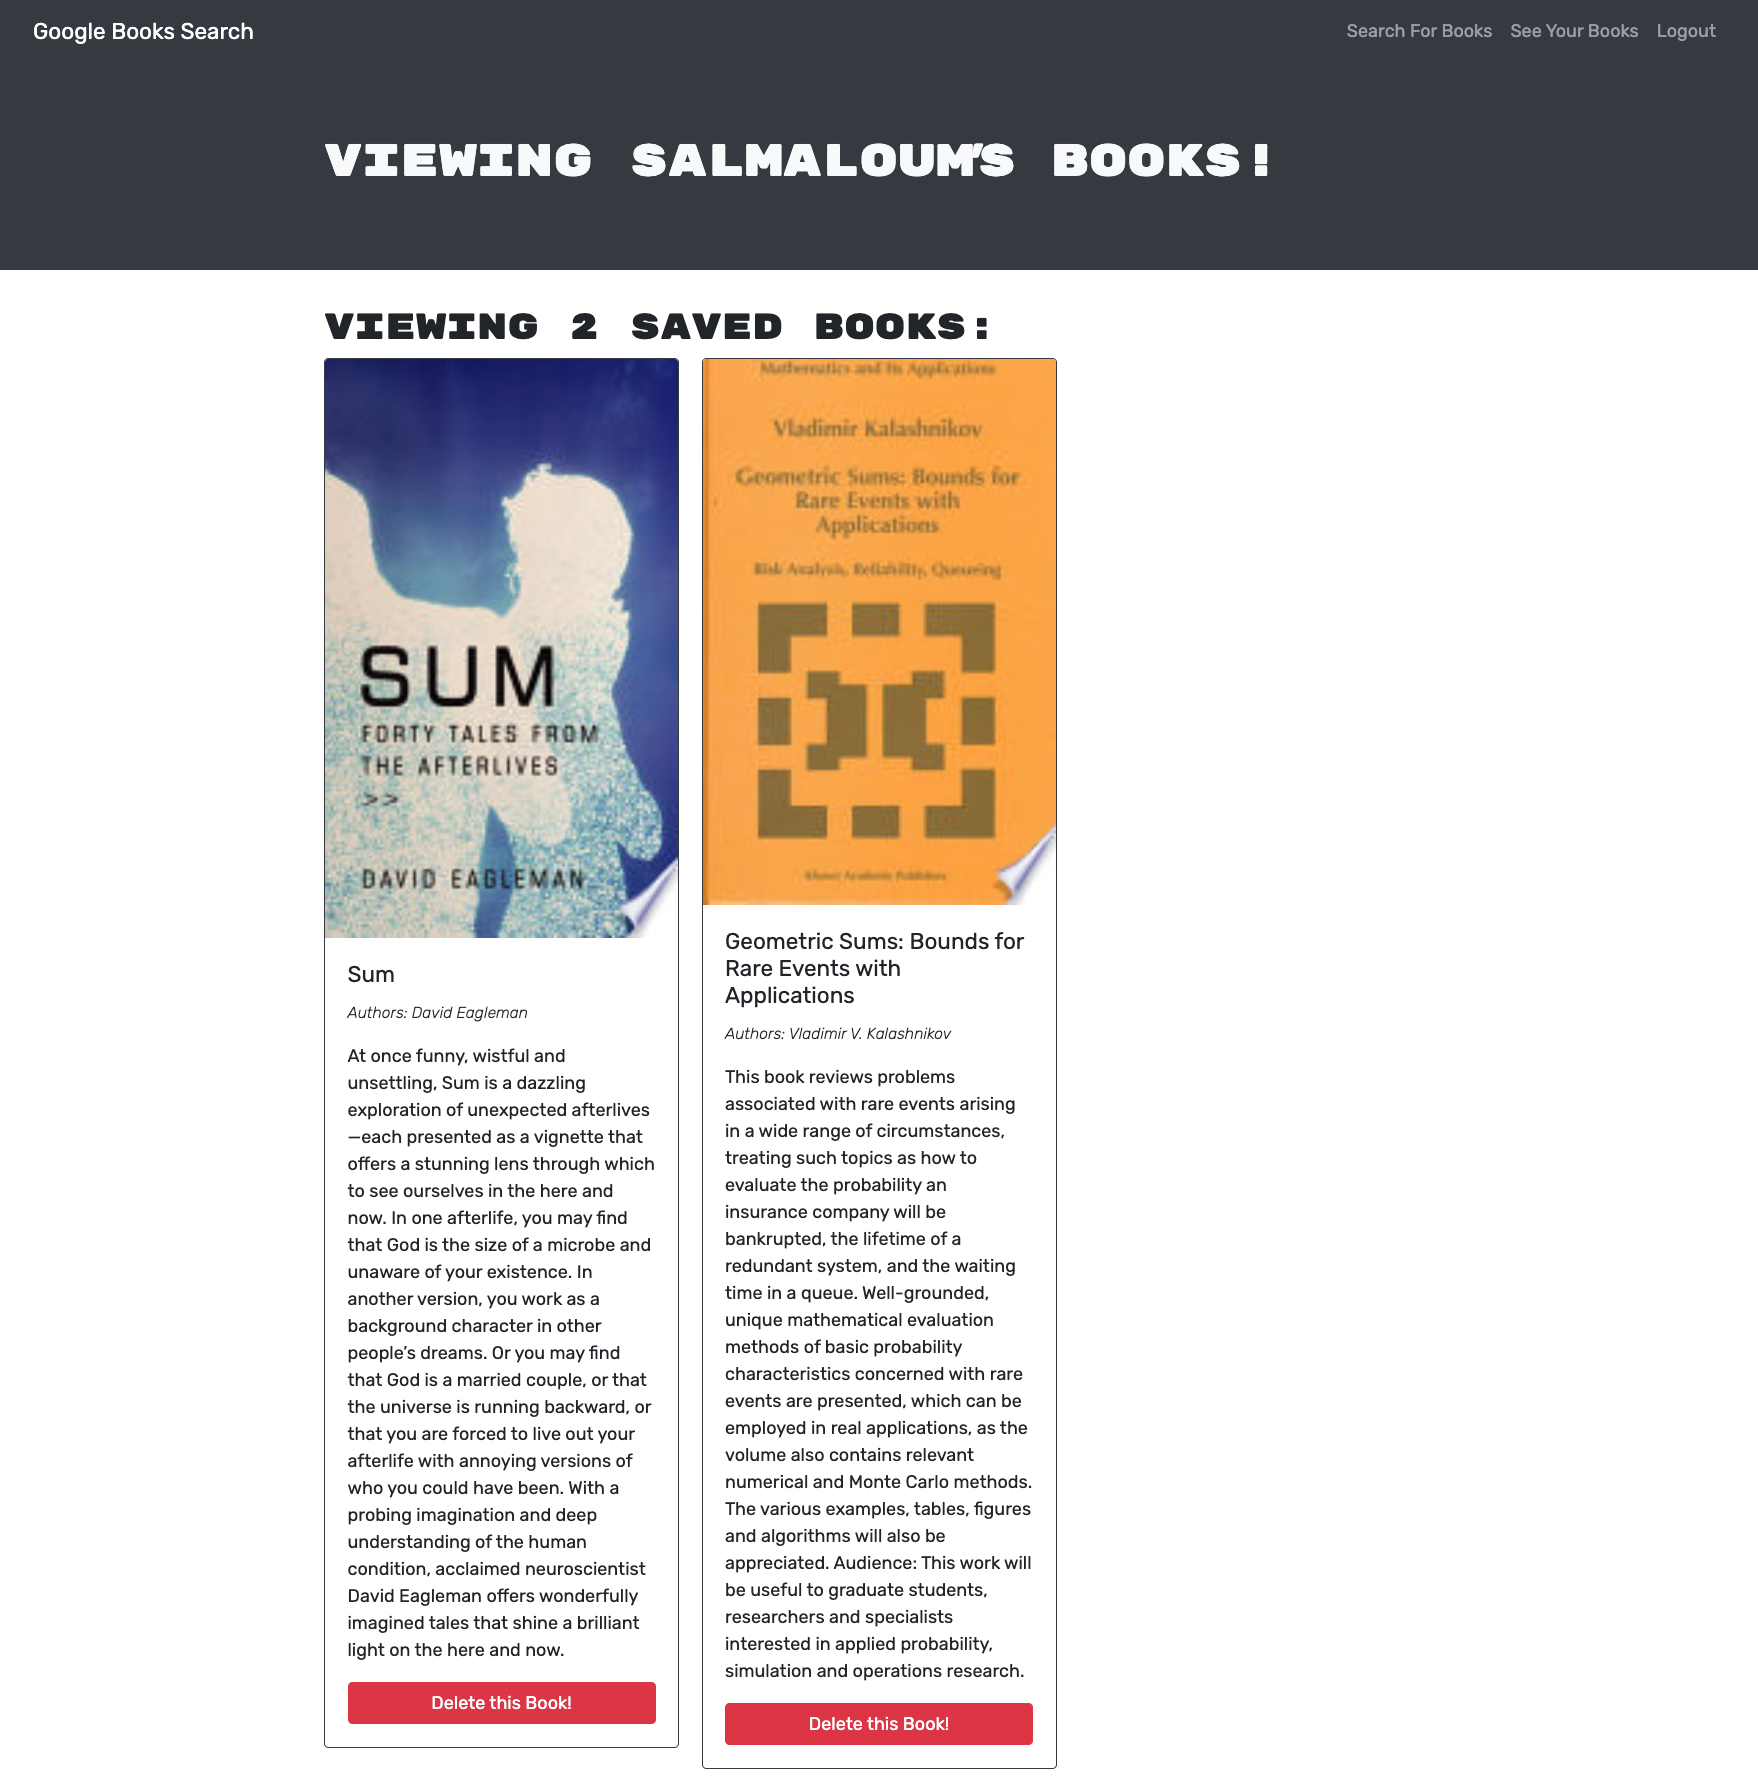 Google Books Search
Search For Books See Your Books Logout
VIEWING SALMALOUM'S BOOKS!
VIEWING 2 SAVED BOOKS:
SUM
FORTY TALES FROM
THE AFTERLIVES
>>
DAVID EAGLEMAN
Sum
Authors: David Eagleman
At once funny, wistful and
unsettling, Sum is a dazzling
exploration of unexpected afterlives
—each presented as a vignette that
offers a stunning lens through which
to see ourselves in the here and
now. In one afterlife, you may find
that God is the size of a microbe and
unaware of your existence. In
another version, you work as a
background character in other
people’s dreams. Or you may find
that God is a married couple, or that
the universe is running backward, or
that you are forced to live out your
afterlife with annoying versions of
who you could have been. With a
probing imagination and deep
understanding of the human
condition, acclaimed neuroscientist
David Eagleman offers wonderfully
imagined tales that shine a brilliant
light on the here and now.
Delete this Book!
Mathematics and Its Applications
Vladimir Kalashnikov
Geometric Sums: Bounds for
Rare Events with
Applications
Risk Analysis, Reliability, Queueing
Kluwer Academic Publishers
Geometric Sums: Bounds for
Rare Events with
Applications
Authors: Vladimir V. Kalashnikov
This book reviews problems
associated with rare events arising
in a wide range of circumstances,
treating such topics as how to
evaluate the probability an
insurance company will be
bankrupted, the lifetime of a
redundant system, and the waiting
time in a queue. Well-grounded,
unique mathematical evaluation
methods of basic probability
characteristics concerned with rare
events are presented, which can be
employed in real applications, as the
volume also contains relevant
numerical and Monte Carlo methods.
The various examples, tables, figures
and algorithms will also be
appreciated. Audience: This work will
be useful to graduate students,
researchers and specialists
interested in applied probability,
simulation and operations research.
Delete this Book!